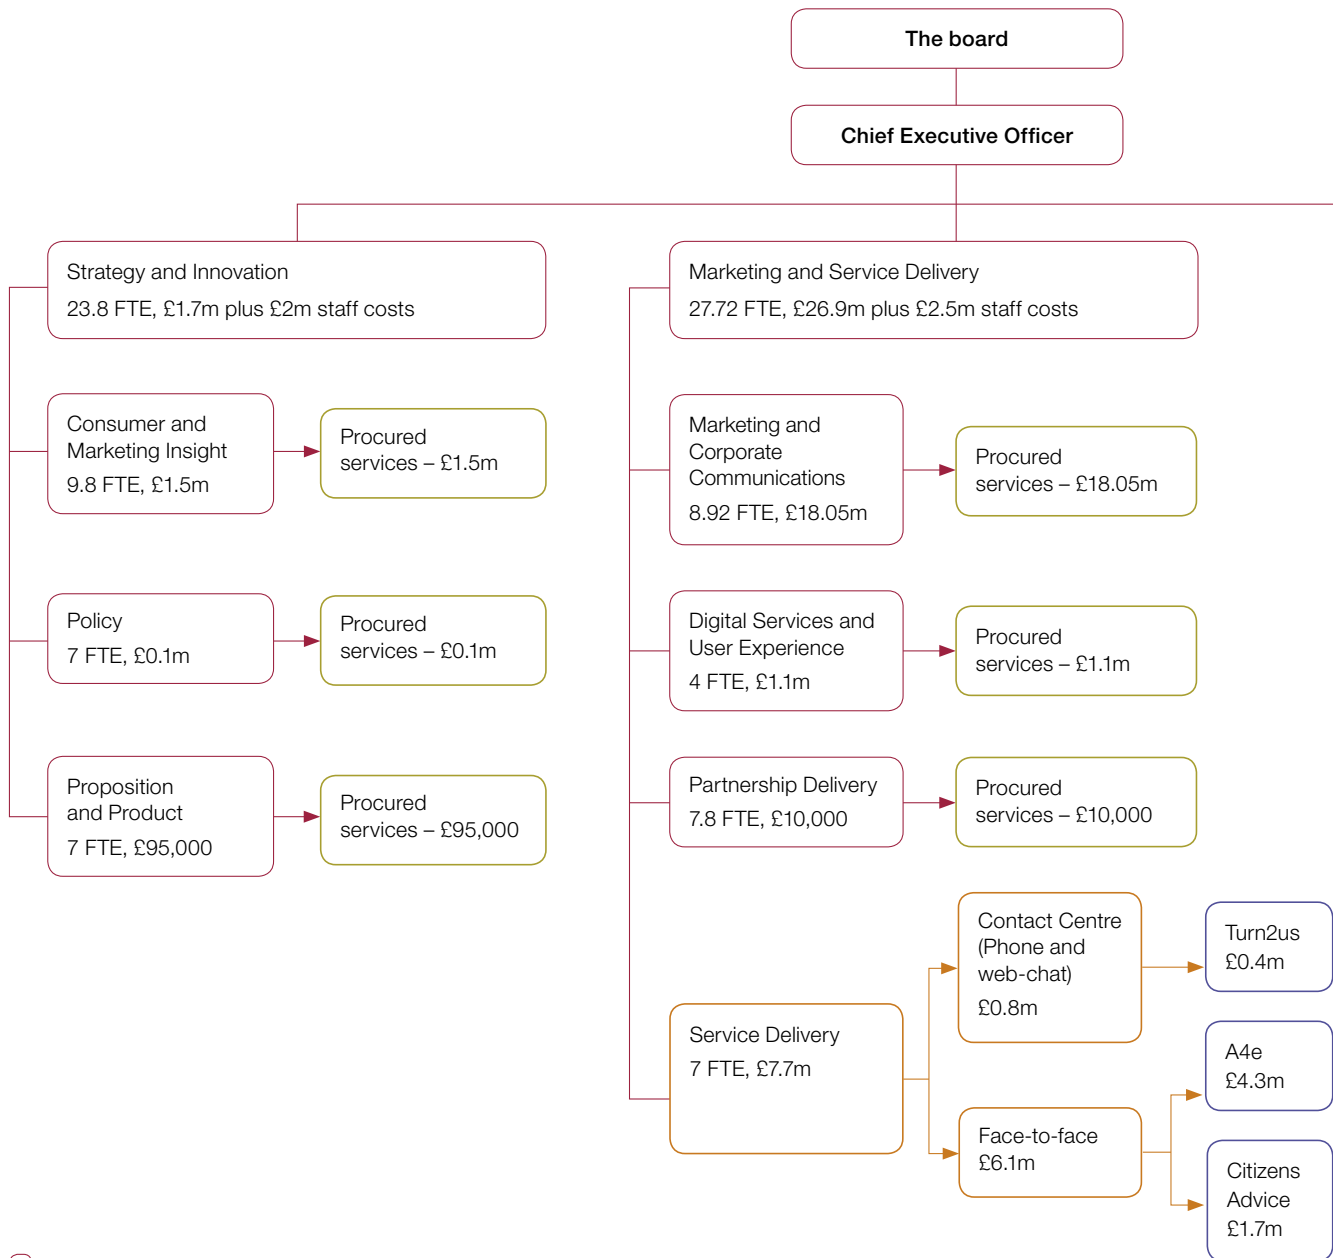 The board
Chief Executive Officer
Strategy and Innovation
23.8 FTE, £1.7m plus £2m staff costs
Consumer and
Marketing Insight
9.8 FTE, £1.5m
Procured
services – £1.5m
Policy
7 FTE, £0.1m
Procured
services – £0.1m
Proposition
and Product
7 FTE, £95,000
Procured
services – £95,000
Marketing and Service Delivery
27.72 FTE, £26.9m plus £2.5m staff costs
Marketing and
Corporate
Communications
8.92 FTE, £18.05m
Procured
services – £18.05m
Digital Services and
User Experience
4 FTE, £1.1m
Procured
services – £1.1m
Partnership Delivery
7.8 FTE, £10,000
Procured
services – £10,000
Service Delivery
7 FTE, £7.7m
Contact Centre
(Phone and
web-chat)
£0.8m
Turn2us
£0.4m
Face-to-face
£6.1m
A4e
£4.3m
Citizens
Advice
£1.7m